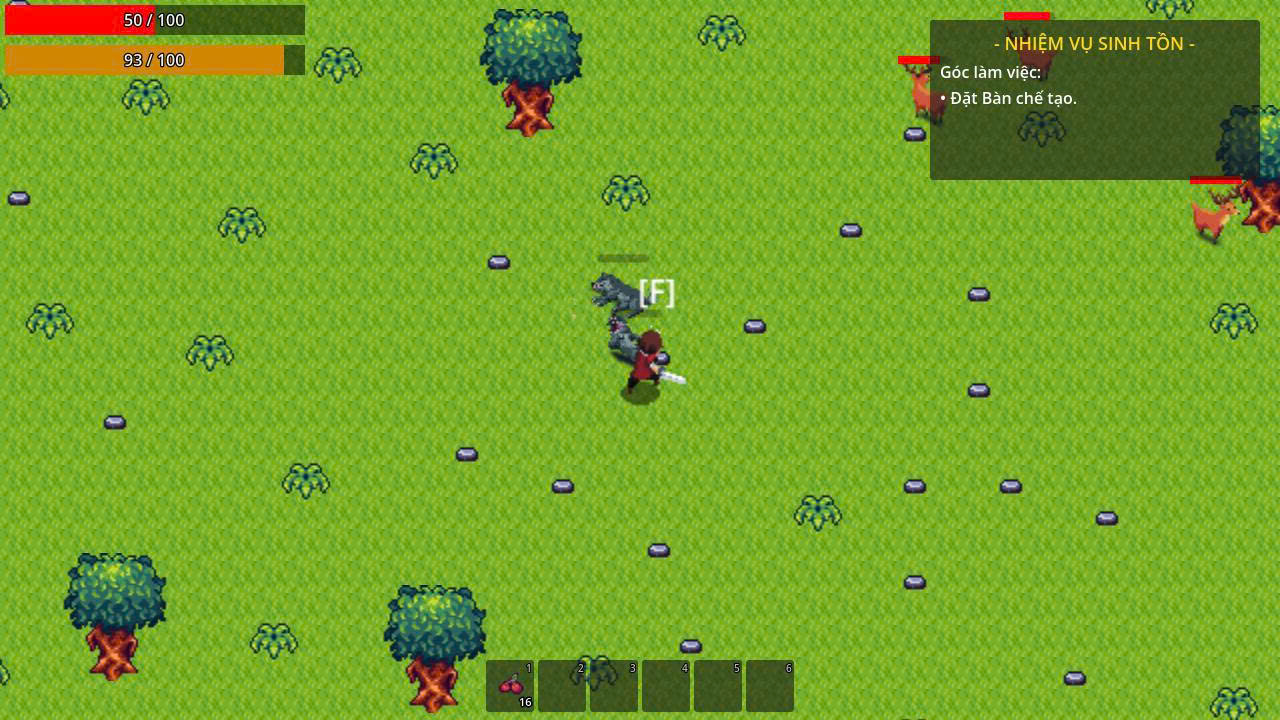 50 / 100
93 / 100
- NHIỆM VỤ SINH TỒN -
Góc làm việc:
• Đặt Bàn chế tạo.
[F]
1 2 3 4 5 6
16